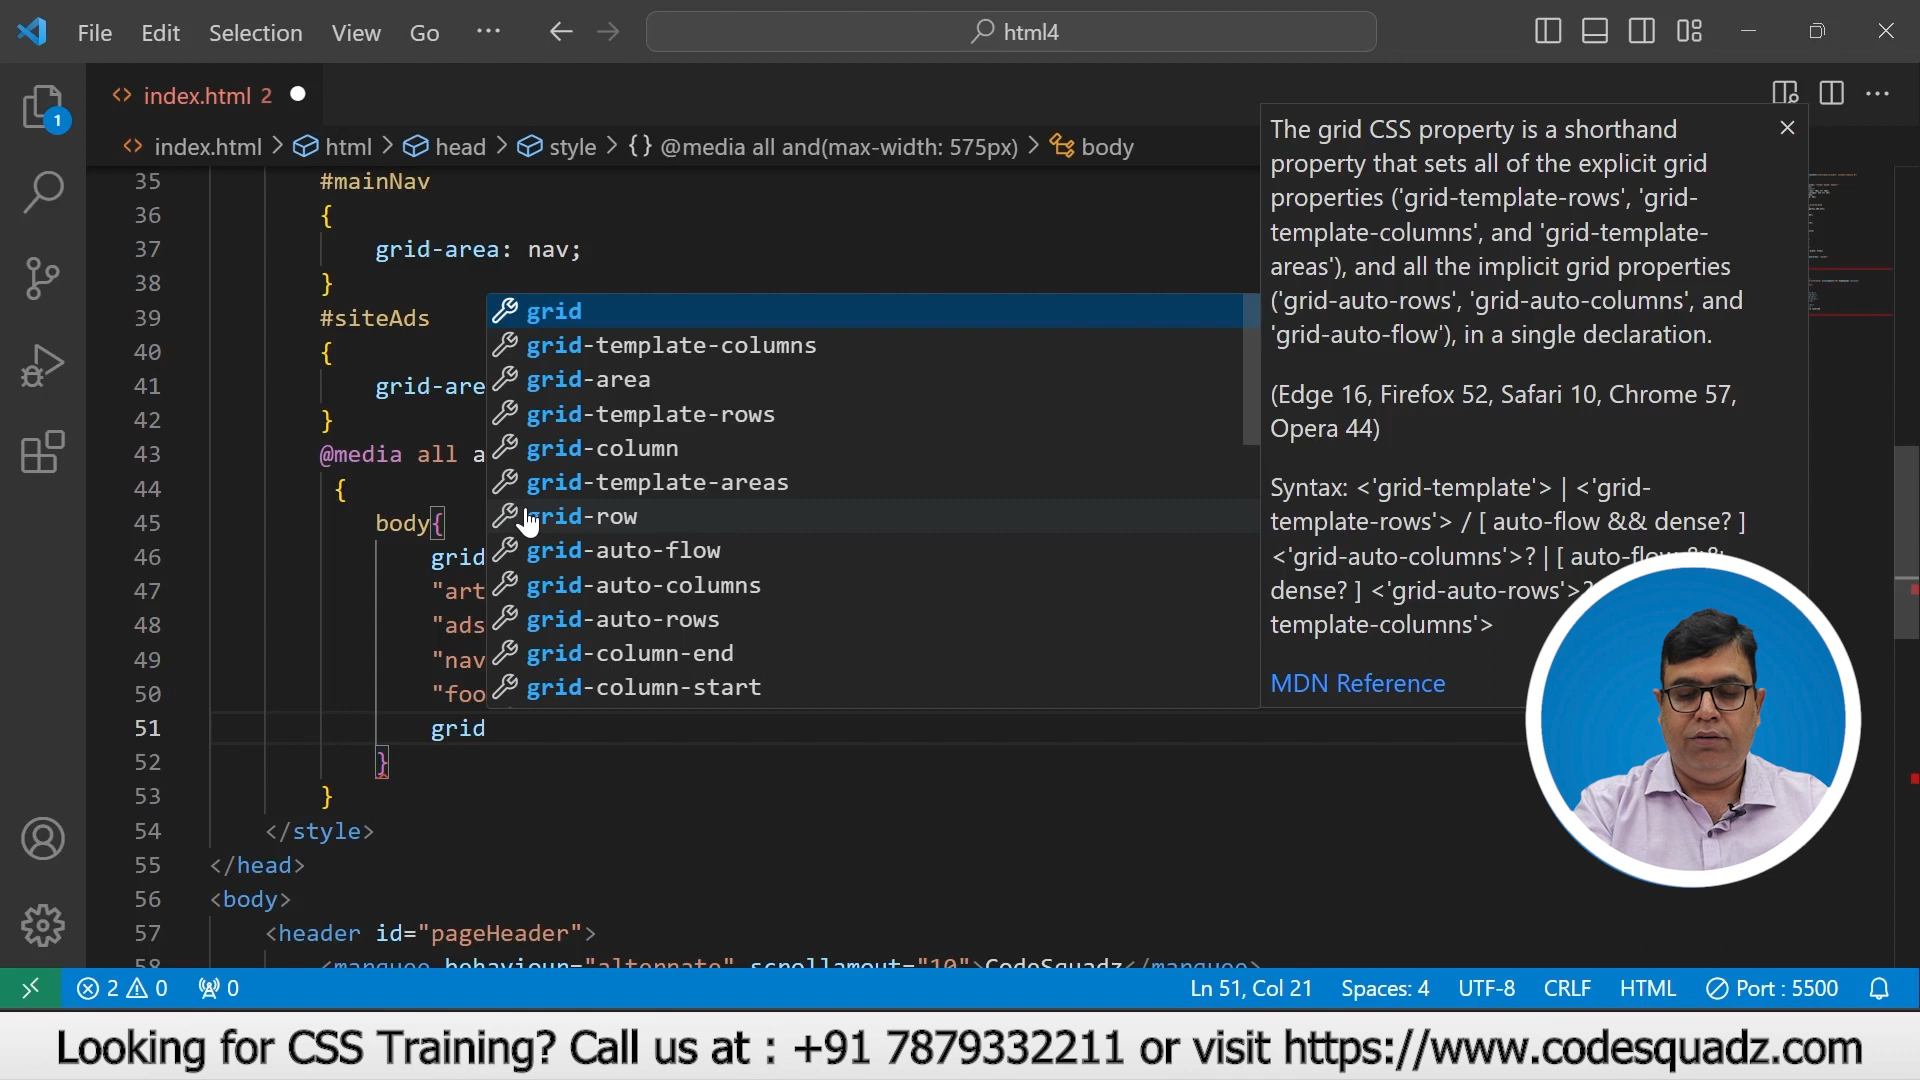 File Edit Selection View Go ··· html4
index.html 2
index.html > html > head > style > {} @media all and(max-width: 575px) > body
1
35 #mainNav
36 {
37 grid-area: nav;
38 }
39 #siteAds
40 {
41 grid-are
42 }
43 @media all a
44 {
45 body{
46 grid
47 "art
48 "ads
49 "nav
50 "foo
51 grid
52 }
53 }
54 </style>
55 </head>
56 <body>
57 <header id="pageHeader">
58 <marquee behaviour="alternate" scrollamout="10">CodeSquadz</marquee>
grid
grid-template-columns
grid-area
grid-template-rows
grid-column
grid-template-areas
grid-row
grid-auto-flow
grid-auto-columns
grid-auto-rows
grid-column-end
grid-column-start
The grid CSS property is a shorthand
property that sets all of the explicit grid
properties ('grid-template-rows', 'grid-
template-columns', and 'grid-template-
areas'), and all the implicit grid properties
('grid-auto-rows', 'grid-auto-columns', and
'grid-auto-flow'), in a single declaration.
(Edge 16, Firefox 52, Safari 10, Chrome 57,
Opera 44)
Syntax: <'grid-template'> | <'grid-
template-rows'> / [ auto-flow && dense? ]
<'grid-auto-columns'>? | [ auto-flow &&
dense? ] <'grid-auto-rows'>?
template-columns'>
MDN Reference
2 0 0 Ln 51, Col 21 Spaces: 4 UTF-8 CRLF HTML Port : 5500
Looking for CSS Training? Call us at : +91 7879332211 or visit https://www.codesquadz.com